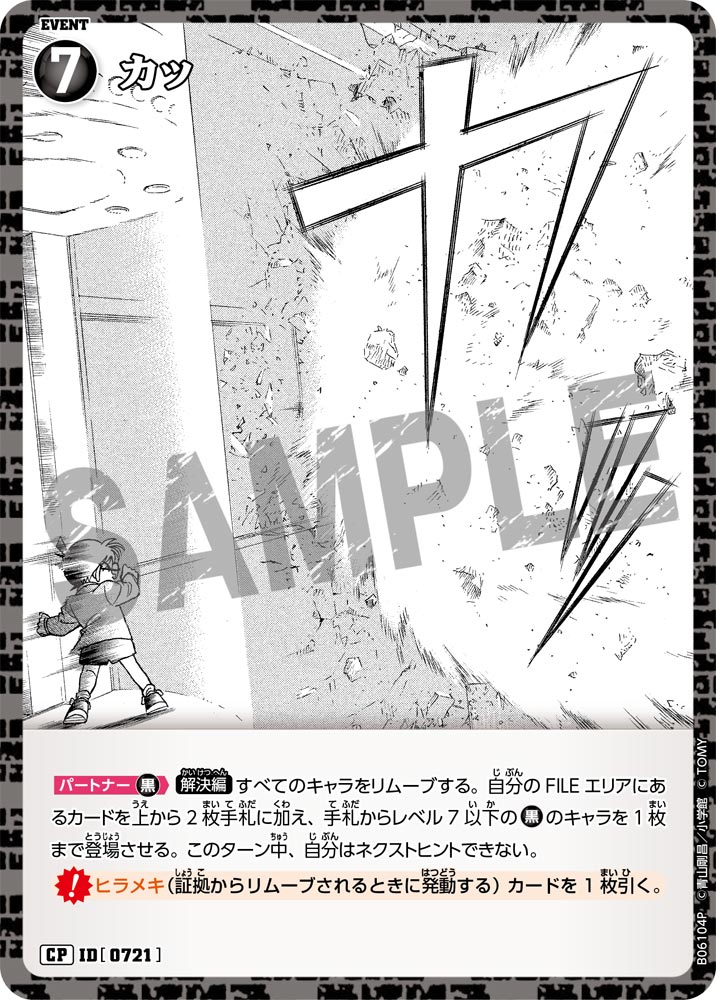 EVENT
7 カッ
カッ
SAMPLE
パートナー 黒 解決編 すべてのキャラをリムーブする。自分のFILEエリアにあ
るカードを上から2枚手札に加え、手札からレベル7以下の黒のキャラを1枚
まで登場させる。このターン中、自分はネクストヒントできない。
ヒラメキ(証拠からリムーブされるときに発動する)カードを1枚引く。
CP ID[0721]
B06104P ©青山剛昌/小学館 © TOMY